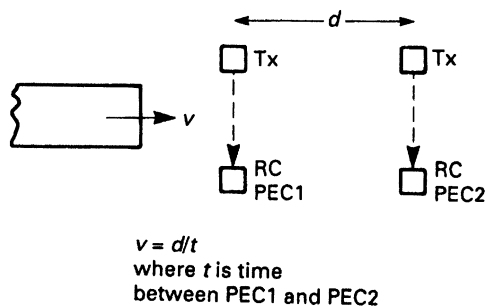 d
Tx
Tx
v
RC
PEC1
RC
PEC2
v = d/t
where t is time
between PEC1 and PEC2